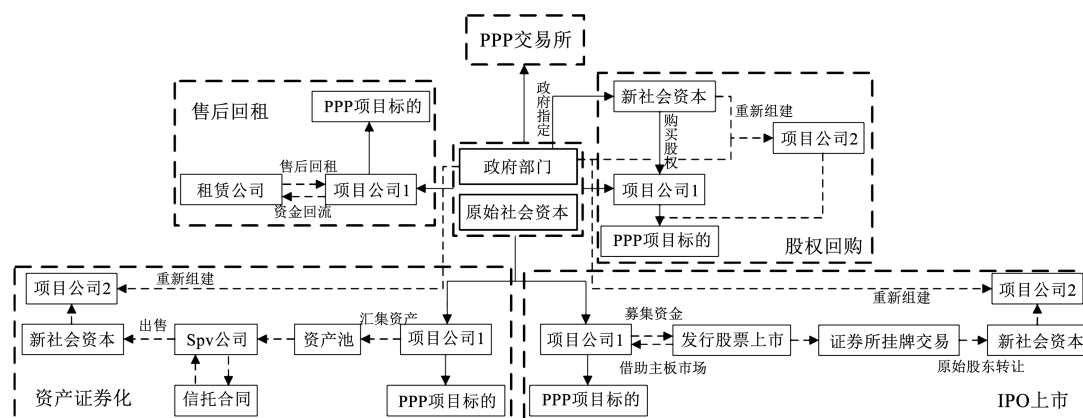 PPP交易所
售后回租
PPP项目标的
售后回租
租赁公司
项目公司1
资金回流
政府指定
政府部门
原始社会资本
新社会资本
重新组建
购买股权
项目公司2
项目公司1
PPP项目标的
股权回购
项目公司2
重新组建
汇集资产
出售
新社会资本
Spv公司
资产池
项目公司1
信托合同
PPP项目标的
资产证券化
重新组建
项目公司2
募集资金
项目公司1
发行股票上市
证券所挂牌交易
新社会资本
借助主板市场
原始股东转让
PPP项目标的
IPO上市